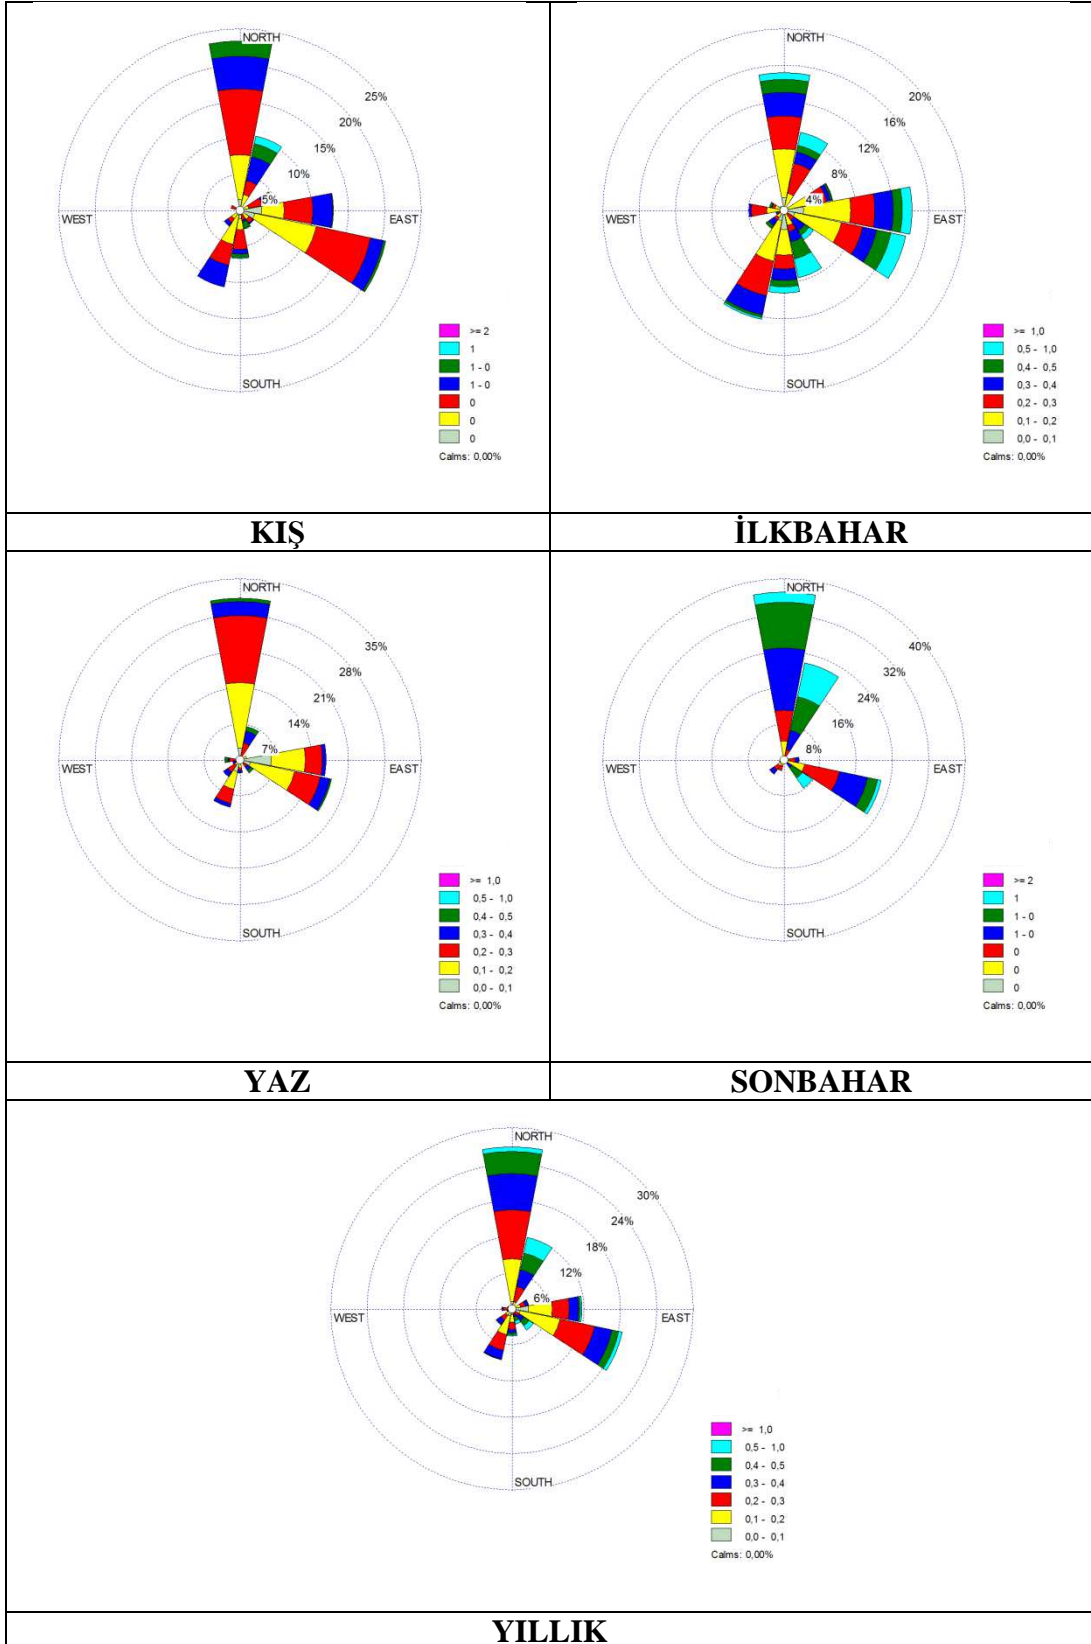 NORTH
25%
20%
15%
10%
5%
WEST
EAST
SOUTH
>= 2
1
1 - 0
1 - 0
0
0
0
Calms: 0,00%
KIŞ
NORTH
20%
16%
12%
8%
4%
WEST
EAST
SOUTH
>= 1,0
0,5 - 1,0
0,4 - 0,5
0,3 - 0,4
0,2 - 0,3
0,1 - 0,2
0,0 - 0,1
Calms: 0,00%
İLKBAHAR
NORTH
35%
28%
21%
14%
7%
WEST
EAST
SOUTH
>= 1,0
0,5 - 1,0
0,4 - 0,5
0,3 - 0,4
0,2 - 0,3
0,1 - 0,2
0,0 - 0,1
Calms: 0,00%
YAZ
NORTH
40%
32%
24%
16%
8%
WEST
EAST
SOUTH
>= 2
1
1 - 0
1 - 0
0
0
0
Calms: 0,00%
SONBAHAR
NORTH
30%
24%
18%
12%
6%
WEST
EAST
SOUTH
>= 1,0
0,5 - 1,0
0,4 - 0,5
0,3 - 0,4
0,2 - 0,3
0,1 - 0,2
0,0 - 0,1
Calms: 0,00%
YILLIK